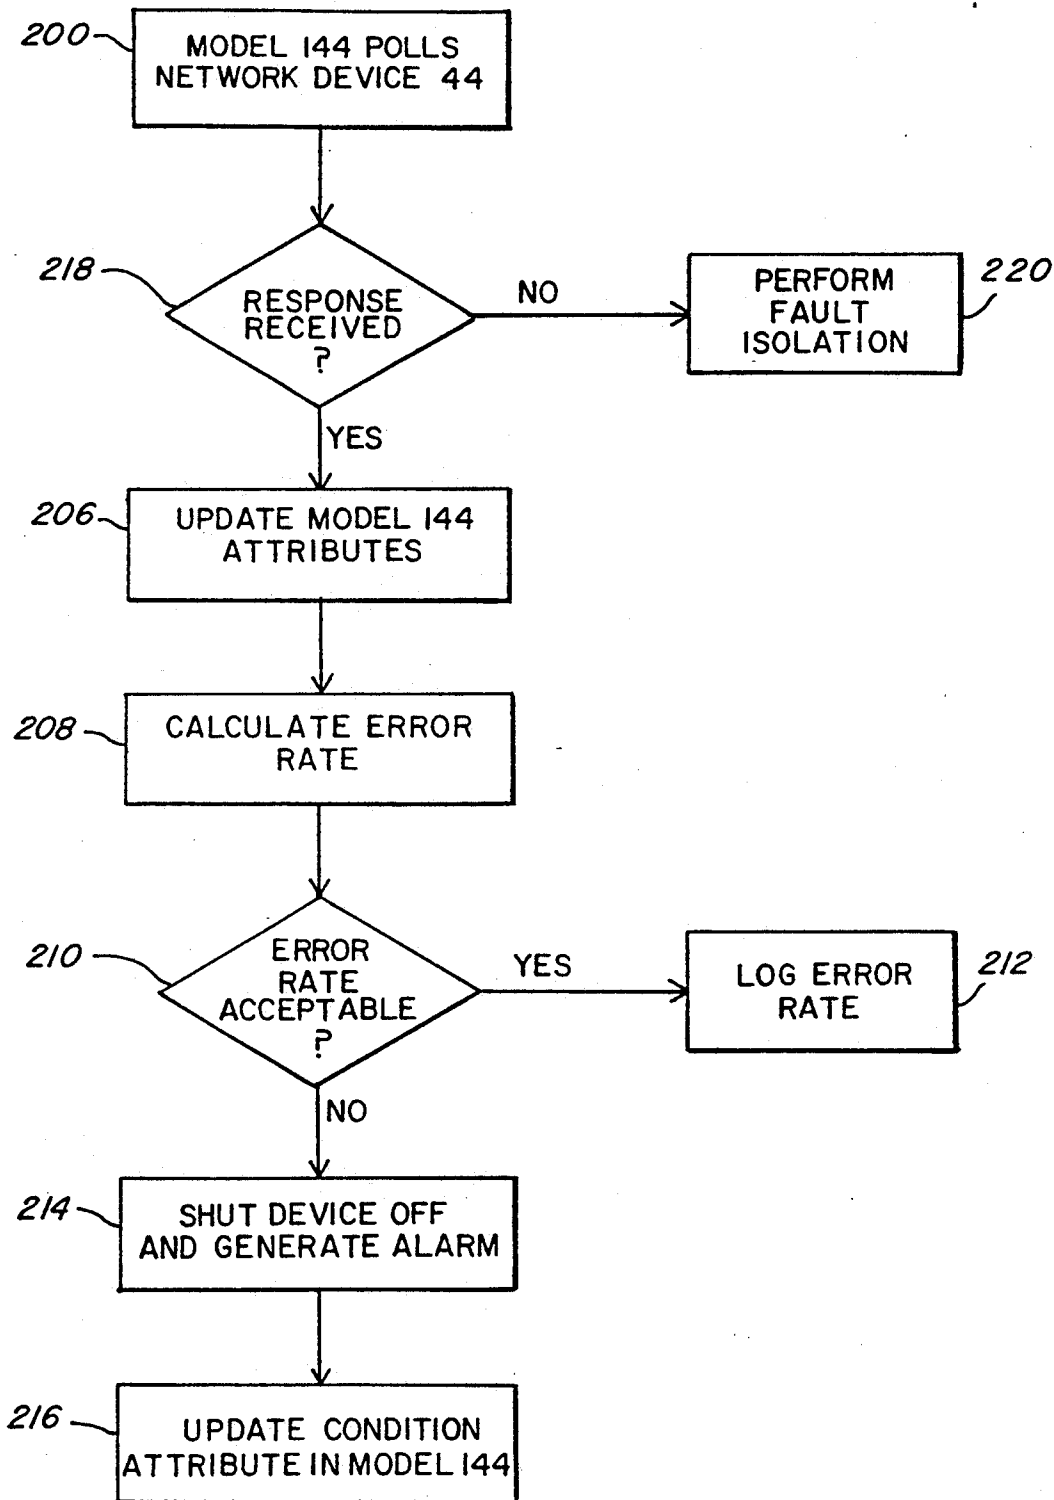 200
MODEL 144 POLLS
NETWORK DEVICE 44
218
RESPONSE
RECEIVED
?
NO
PERFORM
FAULT
ISOLATION
220
YES
206
UPDATE MODEL 144
ATTRIBUTES
208
CALCULATE ERROR
RATE
210
ERROR
RATE
ACCEPTABLE
?
YES
LOG ERROR
RATE
212
NO
214
SHUT DEVICE OFF
AND GENERATE ALARM
216
UPDATE CONDITION
ATTRIBUTE IN MODEL 144